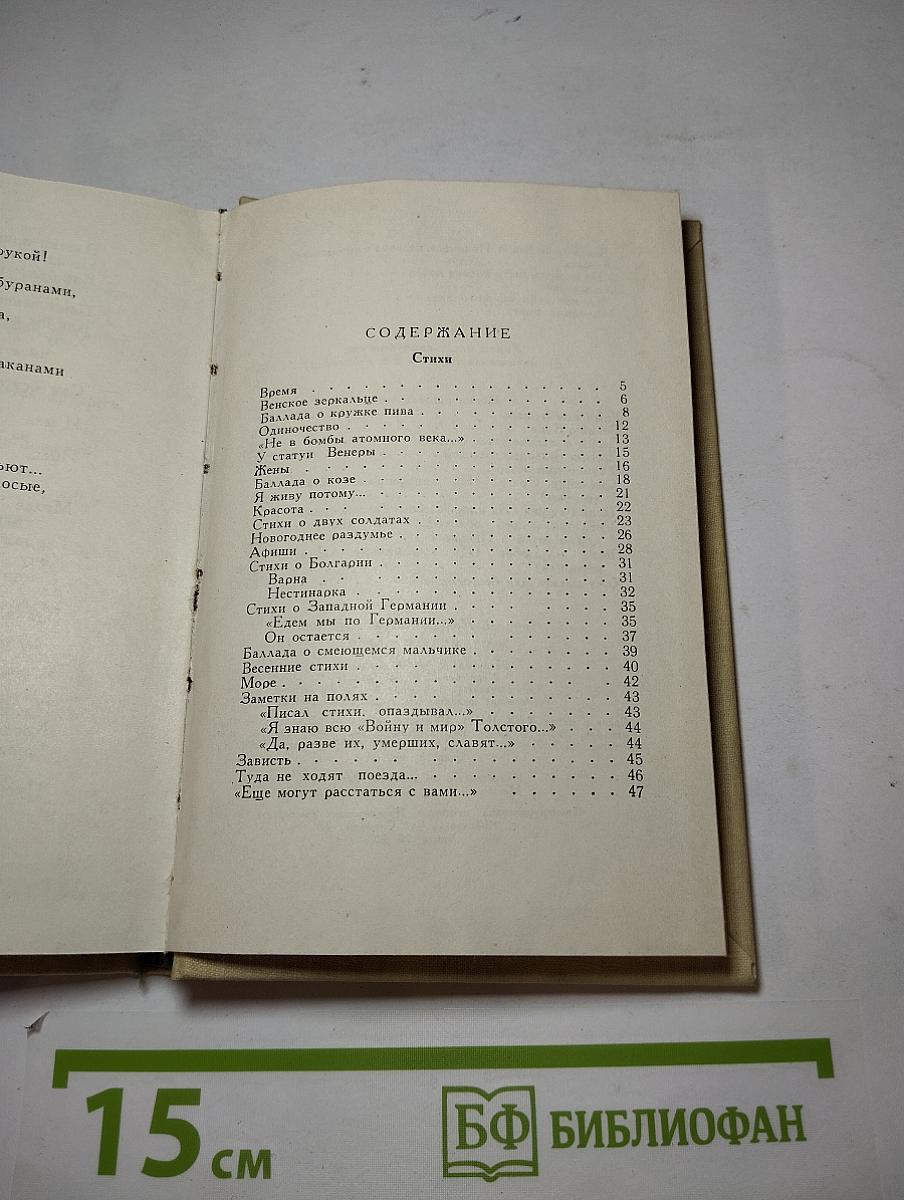 рукой!
буранами,
а,
аканами
ьют...
осые,
СОДЕРЖАНИЕ
Стихи
Время . . . . . . . . . . . . . . . . . 5
Венское зеркальце . . . . . . . . . . . . 6
Баллада о кружке пива . . . . . . . . . . 8
Одиночество . . . . . . . . . . . . . . 12
«Не в бомбы атомного века...» . . . . . . . 13
У статуи Венеры . . . . . . . . . . . . 15
Жены . . . . . . . . . . . . . . . . 16
Баллада о козе . . . . . . . . . . . . . 18
Я живу потому... . . . . . . . . . . . . 21
Красота . . . . . . . . . . . . . . . . 22
Стихи о двух солдатах . . . . . . . . . . 23
Новогоднее раздумье . . . . . . . . . . . 26
Афиши . . . . . . . . . . . . . . . . 28
Стихи о Болгарии . . . . . . . . . . . . 31
Варна . . . . . . . . . . . . . . . 31
Нестинарка . . . . . . . . . . . . . 32
Стихи о Западной Германии . . . . . . . . 35
«Едем мы по Германии...» . . . . . . . . 35
Он остается . . . . . . . . . . . . . 37
Баллада о смеющемся мальчике . . . . . . . 39
Весенние стихи . . . . . . . . . . . . . 40
Море . . . . . . . . . . . . . . . . . 42
Заметки на полях . . . . . . . . . . . . 43
«Писал стихи, опаздывал...» . . . . . . . 43
«Я знаю всю «Войну и мир» Толстого...» . . . 44
«Да, разве их, умерших, славят...» . . . . . 44
Зависть . . . . . . . . . . . . . . . . 45
Туда не ходят поезда... . . . . . . . . . . 46
«Еще могут расстаться с вами...» . . . . . . 47
15 см
БФ БИБЛИОФАН